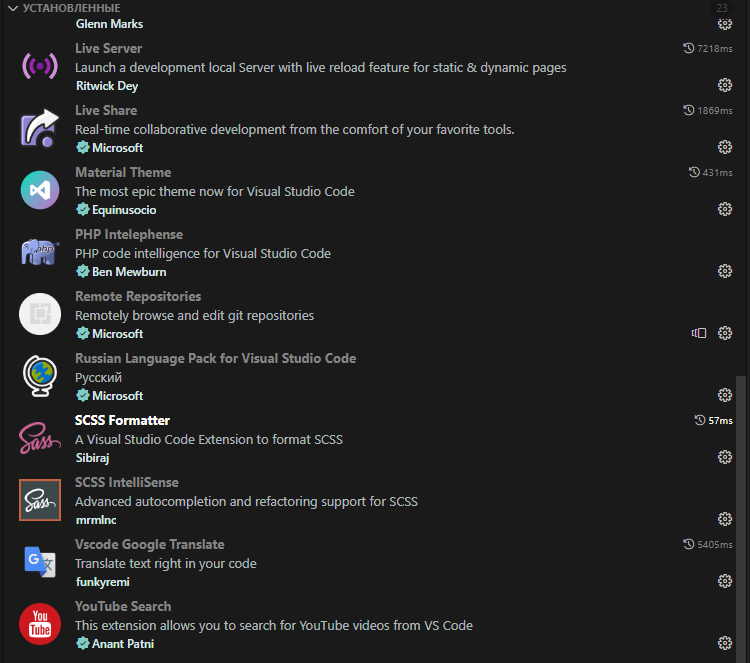 УСТАНОВЛЕННЫЕ 23
Glenn Marks
Live Server 7218ms
Launch a development local Server with live reload feature for static & dynamic pages
Ritwick Dey
Live Share 1869ms
Real-time collaborative development from the comfort of your favorite tools.
Microsoft
Material Theme 431ms
The most epic theme now for Visual Studio Code
Equinusocio
php
PHP Intelephense
PHP code intelligence for Visual Studio Code
Ben Mewburn
Remote Repositories
Remotely browse and edit git repositories
Microsoft
Russian Language Pack for Visual Studio Code
Русский
Microsoft
Sass
SCSS Formatter 57ms
A Visual Studio Code Extension to format SCSS
Sibiraj
Sass
SCSS IntelliSense
Advanced autocompletion and refactoring support for SCSS
mrmlnc
G 文
Vscode Google Translate 5405ms
Translate text right in your code
funkyremi
You
Tube
YouTube Search
This extension allows you to search for YouTube videos from VS Code
Anant Patni